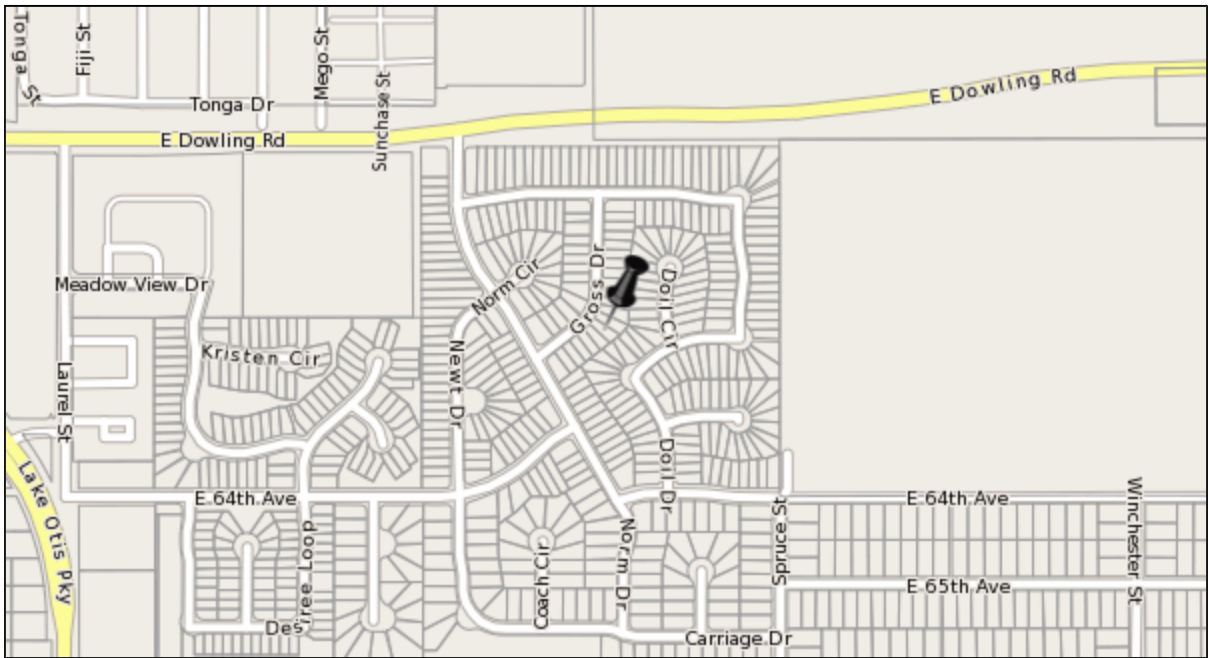 Tonga St
Fiji St
Mego St
Sunchase St
Tonga Dr
E Dowling Rd
E Dowling Rd
Meadow View Dr
Norm Cir
Gross Dr
Doil Cir
Kristen Cir
Laurel St
Newt Dr
Doil Dr
Lake Otis Pky
E 64th Ave
E 64th Ave
Winchester St
Desiree Loop
Coach Cir
Norm Dr
Spruce St
E 65th Ave
Carriage Dr